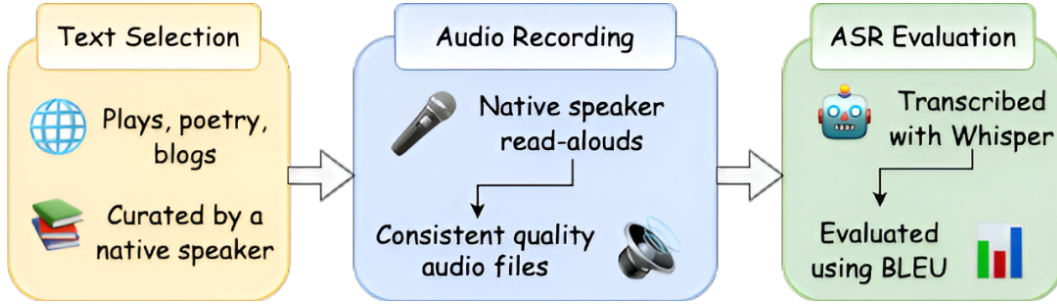 Text Selection
Plays, poetry,
blogs
Curated by a
native speaker
Audio Recording
Native speaker
read-alouds
Consistent quality
audio files
ASR Evaluation
Transcribed
with Whisper
Evaluated
using BLEU